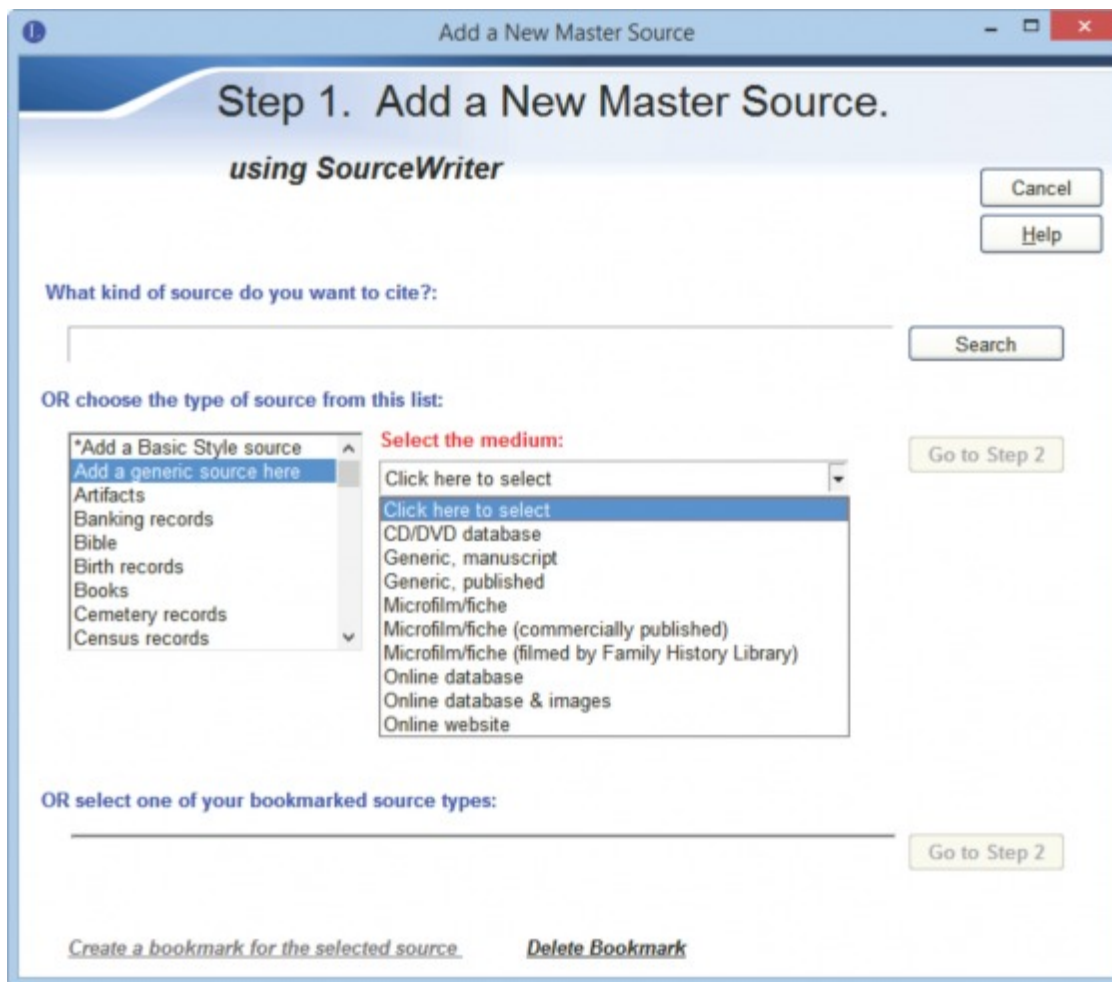 Add a New Master Source
Step 1. Add a New Master Source.
using SourceWriter
Cancel
Help
What kind of source do you want to cite?:
Search
OR choose the type of source from this list:
*Add a Basic Style source
Add a generic source here
Artifacts
Banking records
Bible
Birth records
Books
Cemetery records
Census records
Select the medium:
Click here to select
Click here to select
CD/DVD database
Generic, manuscript
Generic, published
Microfilm/fiche
Microfilm/fiche (commercially published)
Microfilm/fiche (filmed by Family History Library)
Online database
Online database & images
Online website
Go to Step 2
OR select one of your bookmarked source types:
Go to Step 2
Create a bookmark for the selected source
Delete Bookmark